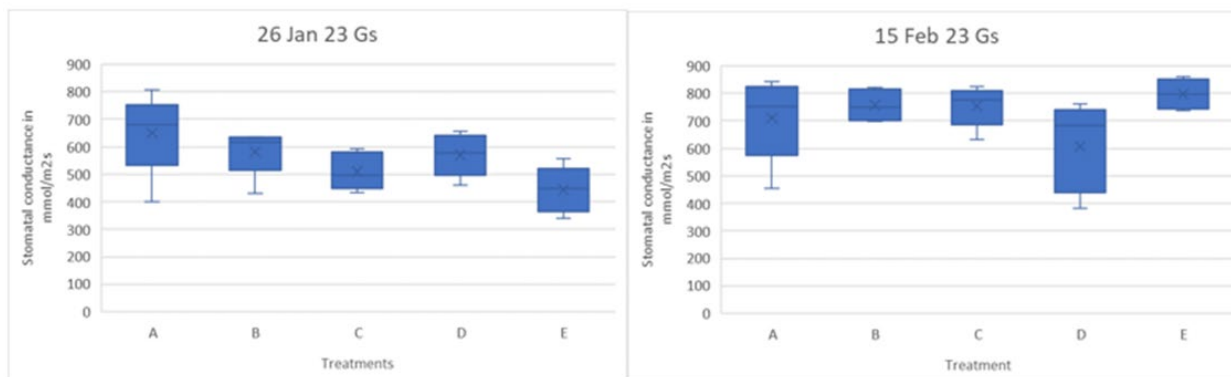 26 Jan 23 Gs
900
800
700
600
500
400
300
200
100
0
Stomatal conductance in
mmol/m2s
A B C D E
Treatments
15 Feb 23 Gs
900
800
700
600
500
400
300
200
100
0
Stomatal conductance in
mmol/m2s
A B C D E
Treatment